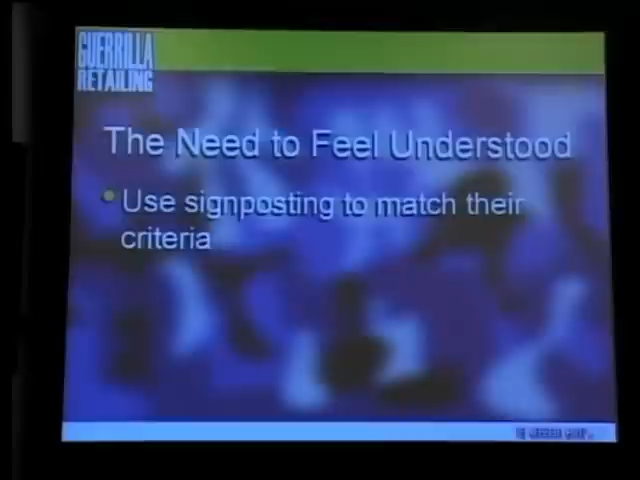 GUERRILLA
RETAILING
The Need to Feel Understood
Use signposting to match their
criteria